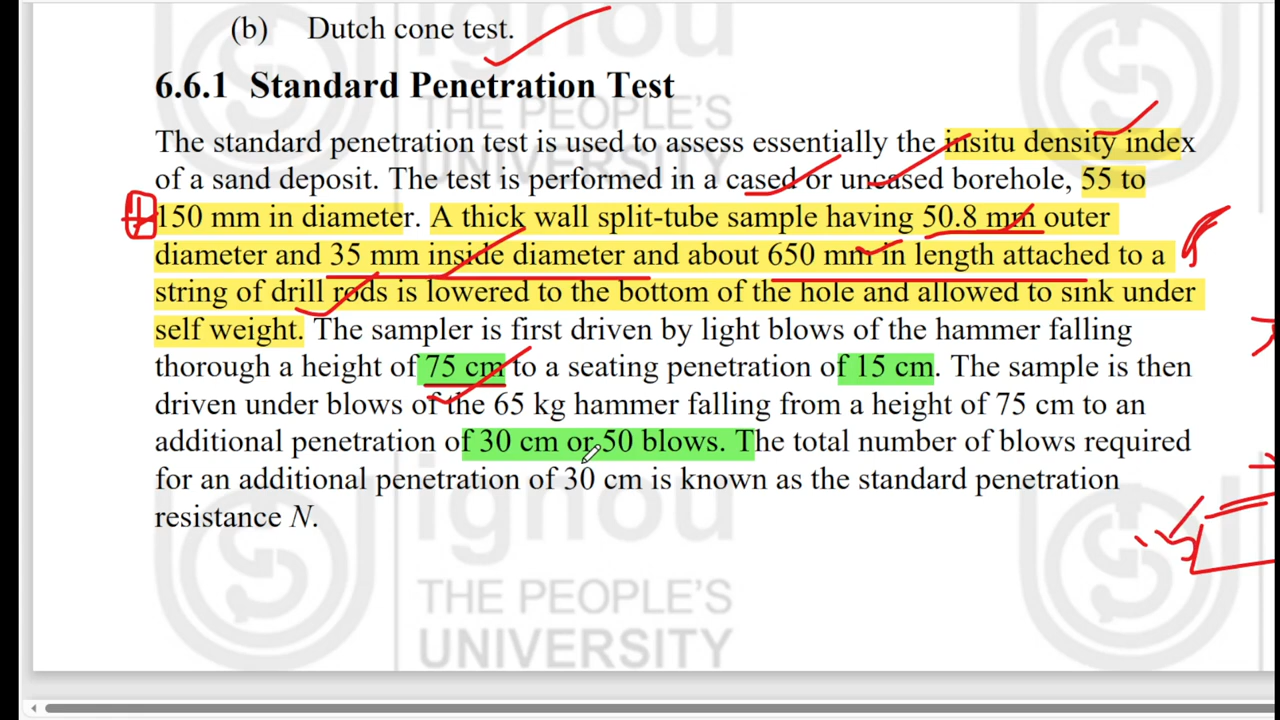 (b) Dutch cone test.
6.6.1 Standard Penetration Test
The standard penetration test is used to assess essentially the insitu density index
of a sand deposit. The test is performed in a cased or uncased borehole, 55 to
150 mm in diameter. A thick wall split-tube sample having 50.8 mm outer
diameter and 35 mm inside diameter and about 650 mm in length attached to a
string of drill rods is lowered to the bottom of the hole and allowed to sink under
self weight. The sampler is first driven by light blows of the hammer falling
thorough a height of 75 cm to a seating penetration of 15 cm. The sample is then
driven under blows of the 65 kg hammer falling from a height of 75 cm to an
additional penetration of 30 cm or 50 blows. The total number of blows required
for an additional penetration of 30 cm is known as the standard penetration
resistance N.
ignou
THE PEOPLE'S
UNIVERSITY
ignou
THE PEOPLE'S
UNIVERSITY